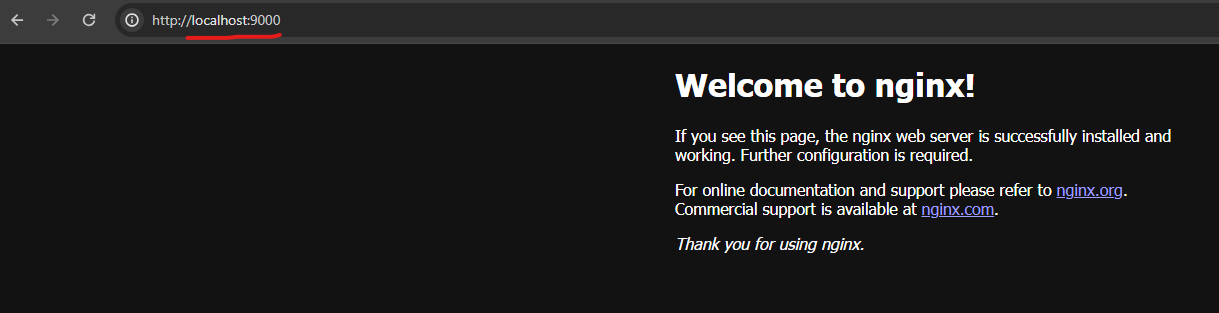 http://localhost:9000
Welcome to nginx!
If you see this page, the nginx web server is successfully installed and
working. Further configuration is required.
For online documentation and support please refer to nginx.org.
Commercial support is available at nginx.com.
Thank you for using nginx.